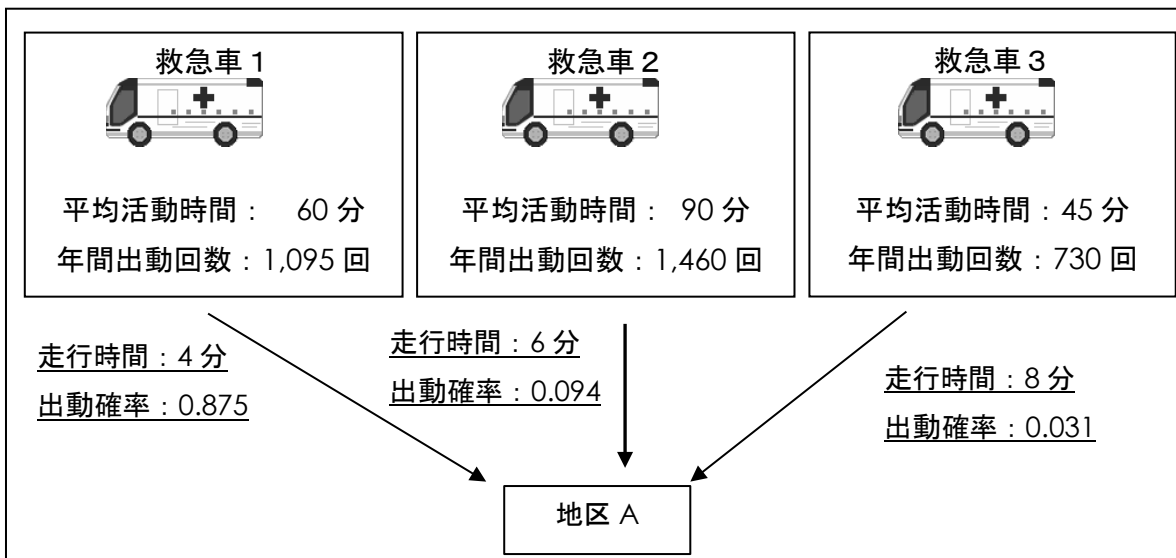 救急車１
平均活動時間： 60 分
年間出動回数：1,095 回
救急車２
平均活動時間： 90 分
年間出動回数：1,460 回
救急車３
平均活動時間：45 分
年間出動回数：730 回
走行時間：4 分
出動確率：0.875
走行時間：6 分
出動確率：0.094
走行時間：8 分
出動確率：0.031
地区 A